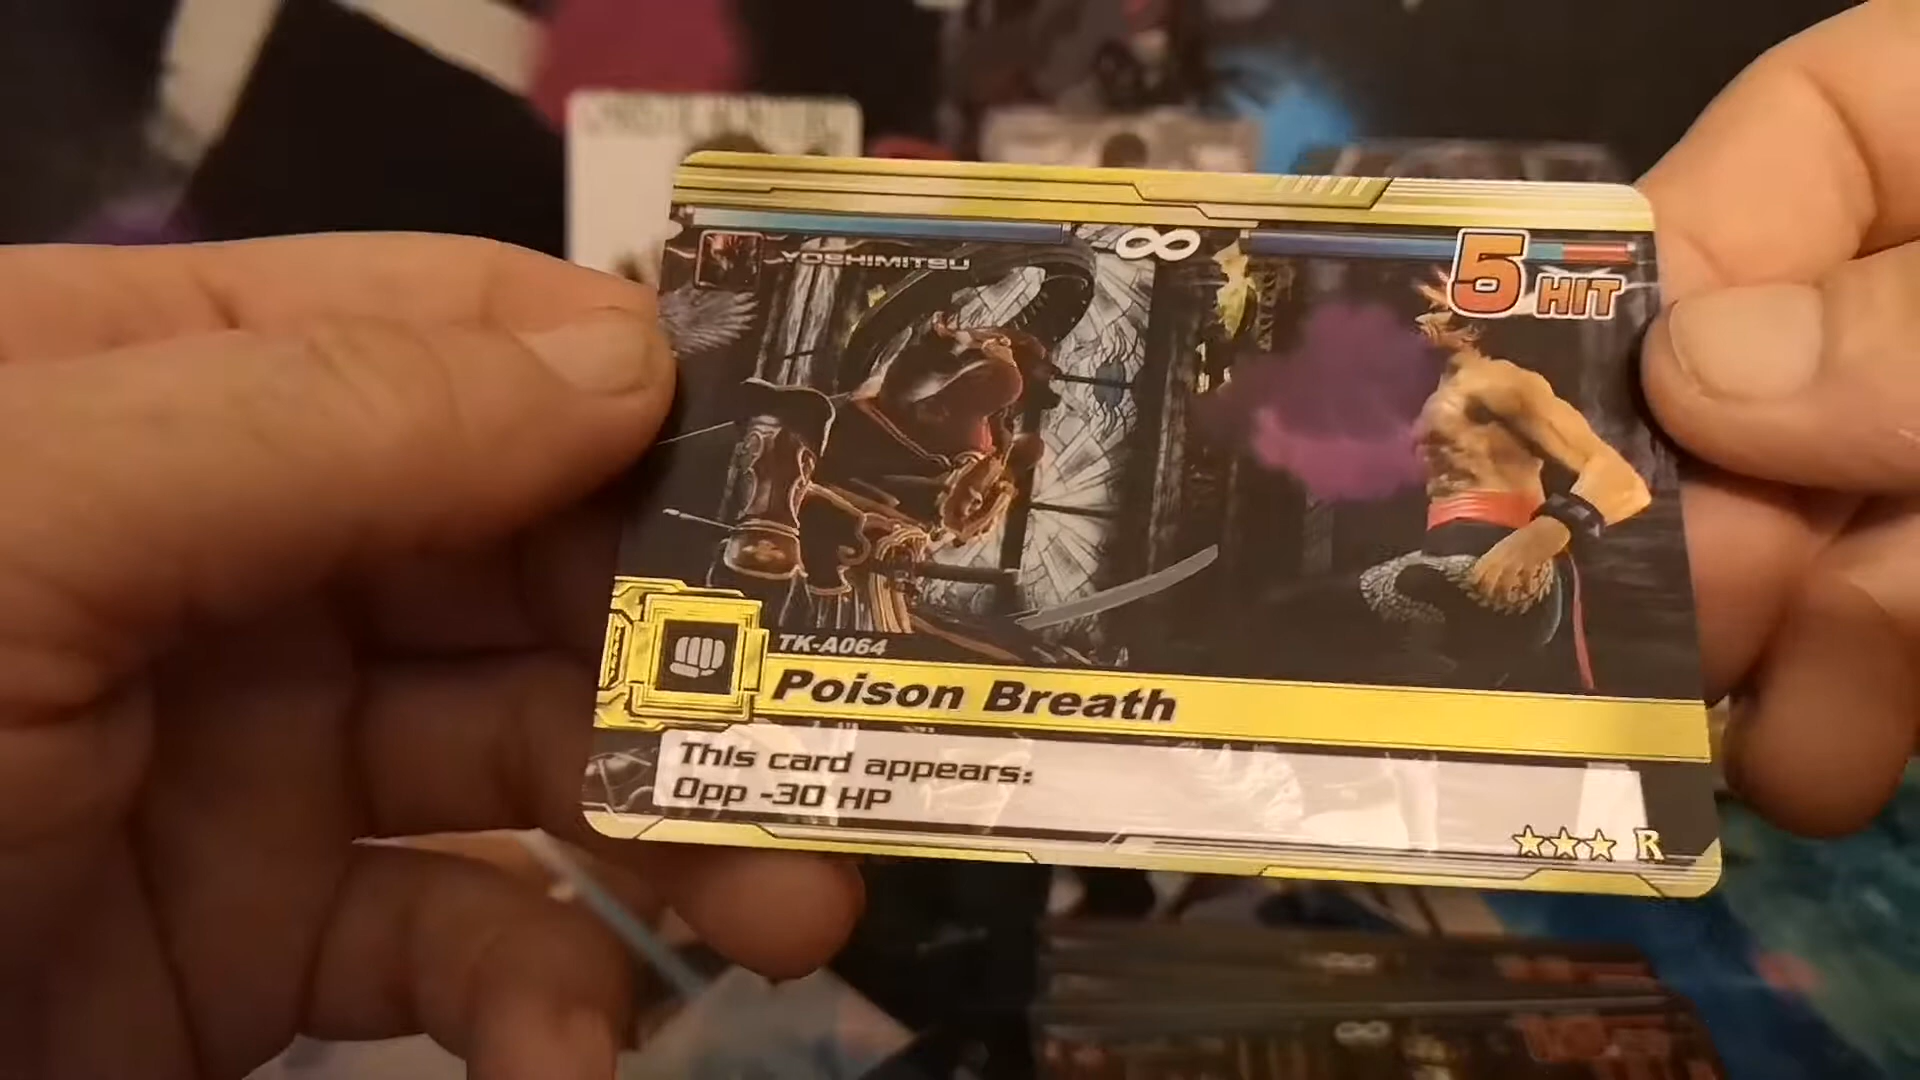 YOSHIMITSU
∞
5 HIT
TK-A064
Poison Breath
This card appears:
Opp -30 HP
★★★ R